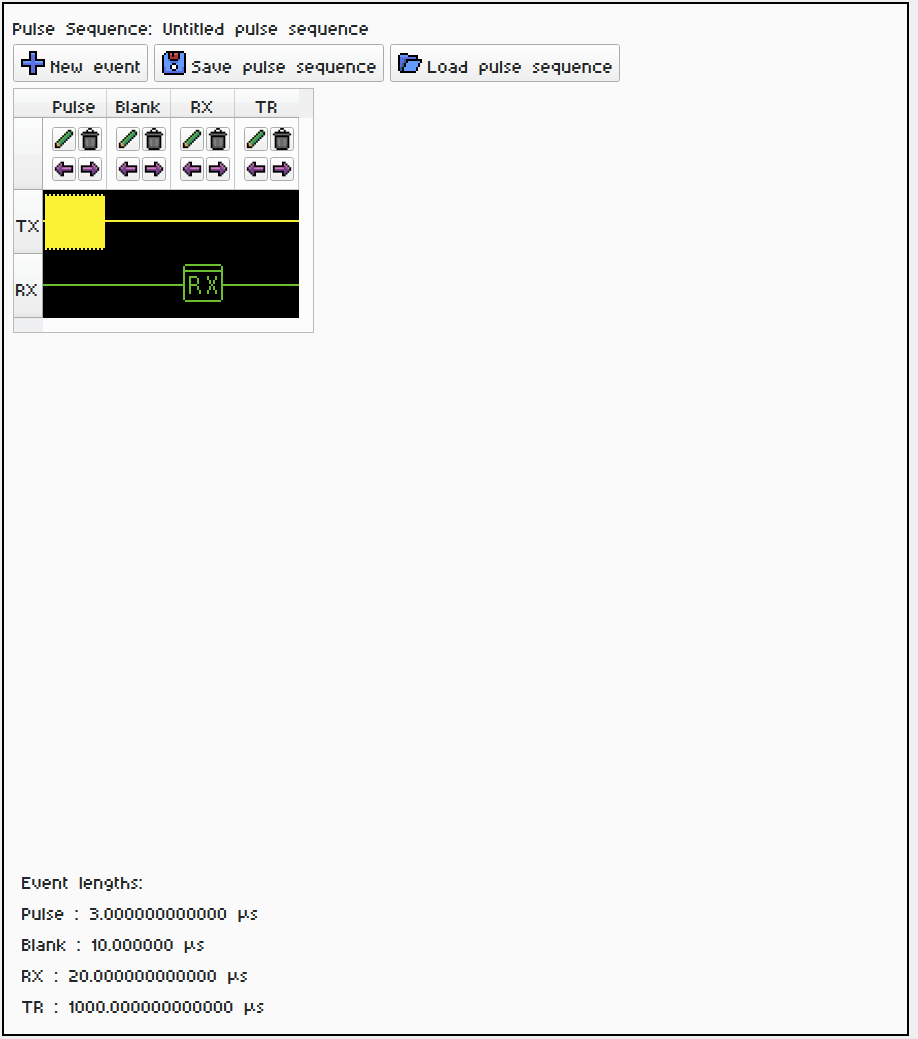 Pulse Sequence: Untitled pulse sequence
New event Save pulse sequence Load pulse sequence
Pulse Blank RX TR
TX
RX RX
Event lengths:
Pulse : 3.000000000000 µs
Blank : 10.000000 µs
RX : 20.000000000000 µs
TR : 1000.000000000000 µs